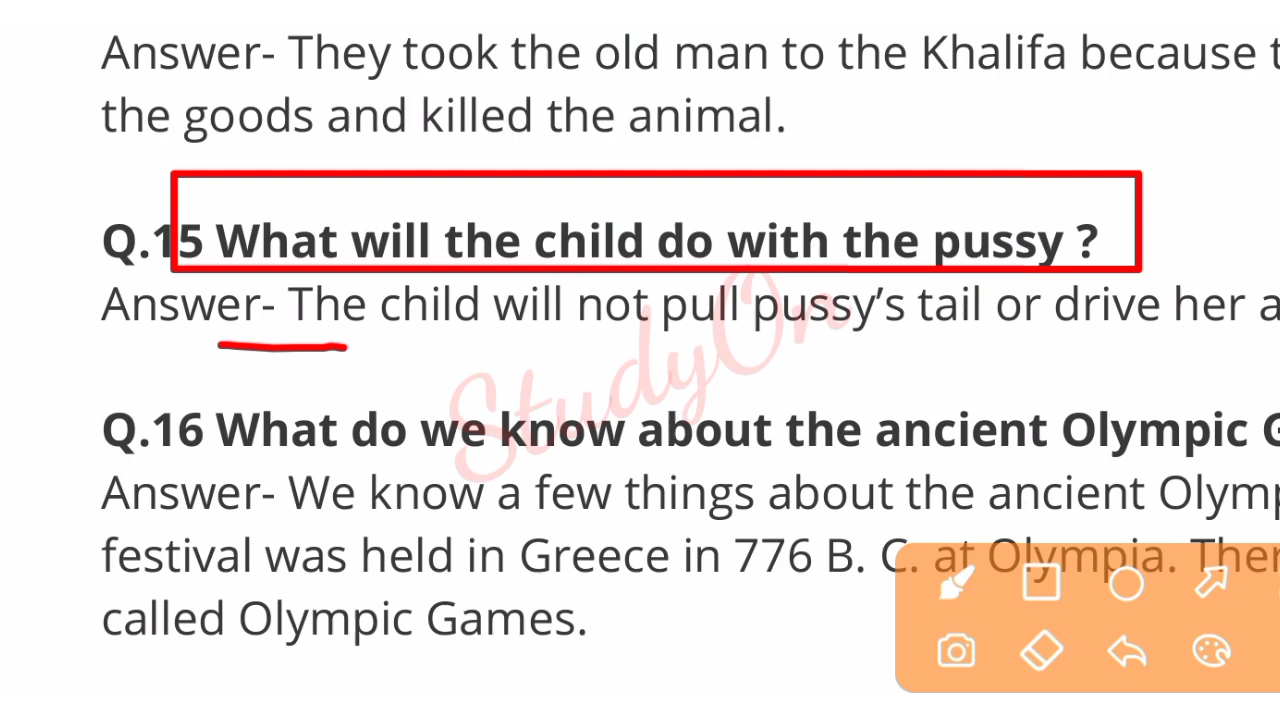 Answer- They took the old man to the Khalifa because
the goods and killed the animal.
Q.15 What will the child do with the pussy ?
Answer- The child will not pull pussy’s tail or drive her
StudyOn
Q.16 What do we know about the ancient Olympic
Answer- We know a few things about the ancient
festival was held in Greece in 776 B. C. at Olympia.
called Olympic Games.